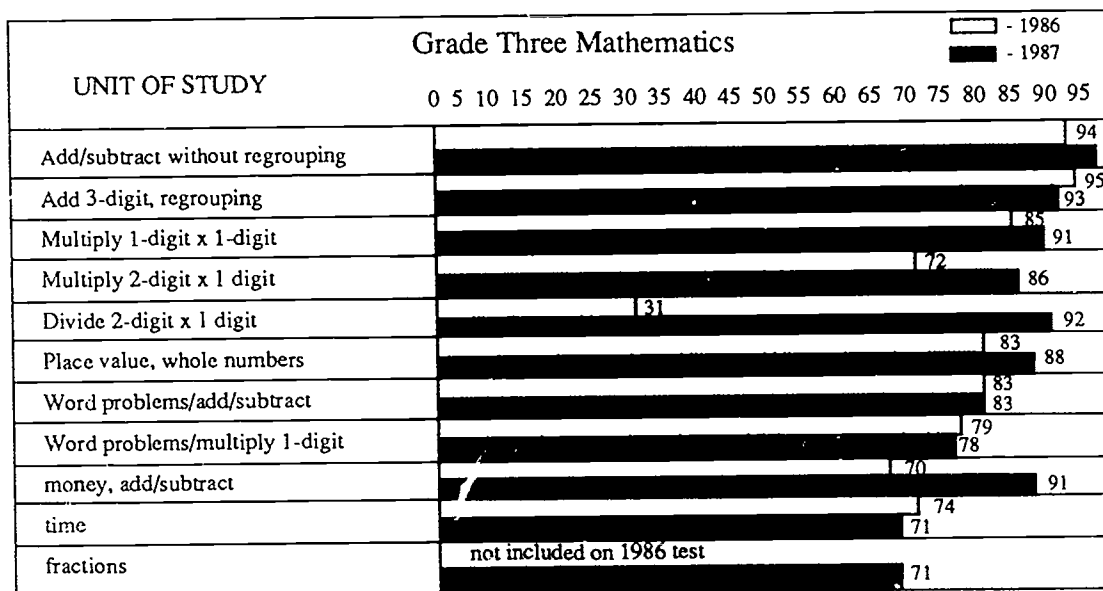 Grade Three Mathematics
- 1986
- 1987
UNIT OF STUDY
0 5 10 15 20 25 30 35 40 45 50 55 60 65 70 75 80 85 90 95
94
Add/subtract without regrouping
95
Add 3-digit, regrouping 93
85
Multiply 1-digit x 1-digit 91
72
Multiply 2-digit x 1 digit 86
31
Divide 2-digit x 1 digit 92
83
Place value, whole numbers 88
83
Word problems/add/subtract 83
79
Word problems/multiply 1-digit 78
70
money, add/subtract 91
74
time 71
not included on 1986 test
fractions 71